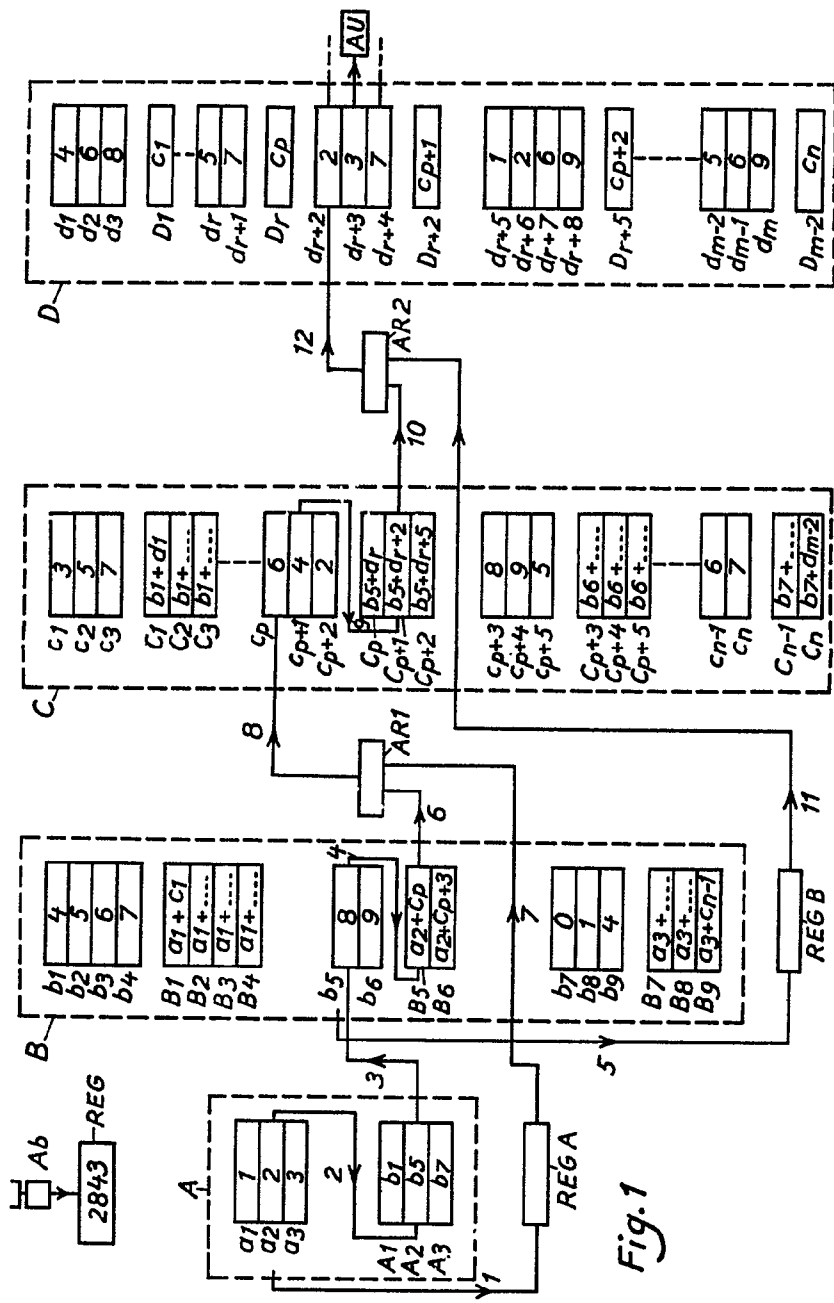 Ab
REG
2843
A
a1 1
a2 2
a3 3
A1 b1
A2 b5
A3 b7
1
2
3
REG A
B
b1 4
b2 5
b3 6
b4 7
B1 a1+c1
B2 a1+....
B3 a1+....
B4 a1+....
b5 8
b6 9
4
B5 a2+cp
B6 a2+cp+3
b7 0
b8 1
b9 4
B7 a3+....
B8 a3+....
B9 a3+cn-1
5
6
7
REG B
AR1
8
11
C
c1 3
c2 5
c3 7
C1 b1+d1
C2 b1+....
C3 b1+....
cp 6
cp+1 4
cp+2 2
9
Cp b5+dr
Cp+1 b5+dr+2
Cp+2 b5+dr+5
cp+3 8
cp+4 9
cp+5 5
Cp+3 b6+....
Cp+4 b6+....
Cp+5 b6+....
cn-1 6
cn 7
Cn-1 b7+....
Cn b7+dm-2
10
AR2
12
D
d1 4
d2 6
d3 8
D1 c1
dr 5
dr+1 7
Dr cp
dr+2 2
dr+3 3
dr+4 7
AU
Dr+2 cp+1
dr+5 1
dr+6 2
dr+7 6
dr+8 9
Dr+5 cp+2
dm-2 5
dm-1 6
dm 9
Dm-2 cn
Fig.1